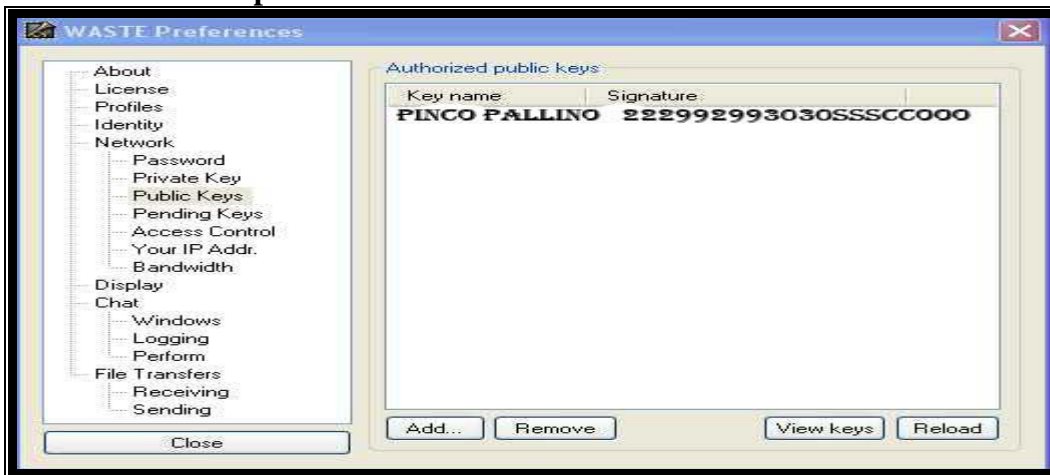 WASTE Preferences
About
License
Profiles
Identity
Network
Password
Private Key
Public Keys
Pending Keys
Access Control
Your IP Addr.
Bandwidth
Display
Chat
Windows
Logging
Perform
File Transfers
Receiving
Sending
Close
Authorized public keys
Key name Signature
PINCO PALLINO 222992993030SSSCC000
Add... Remove View keys Reload